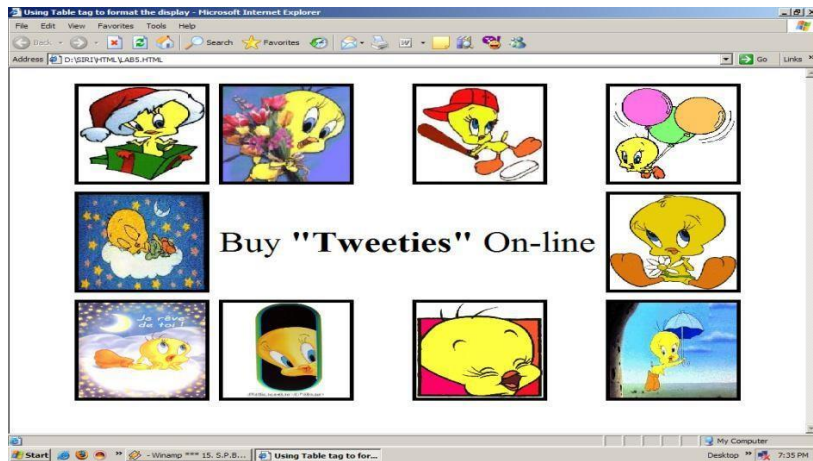 Using Table tag to format the display - Microsoft Internet Explorer
File Edit View Favorites Tools Help
Back Search Favorites
Address D:\SIRI\HTML\LAB5.HTML Go Links
Buy "Tweeties" On-line
Je rêve
de toi !
My Computer
Start - Winamp *** 15. S.P.B... Using Table tag to for... Desktop 7:35 PM